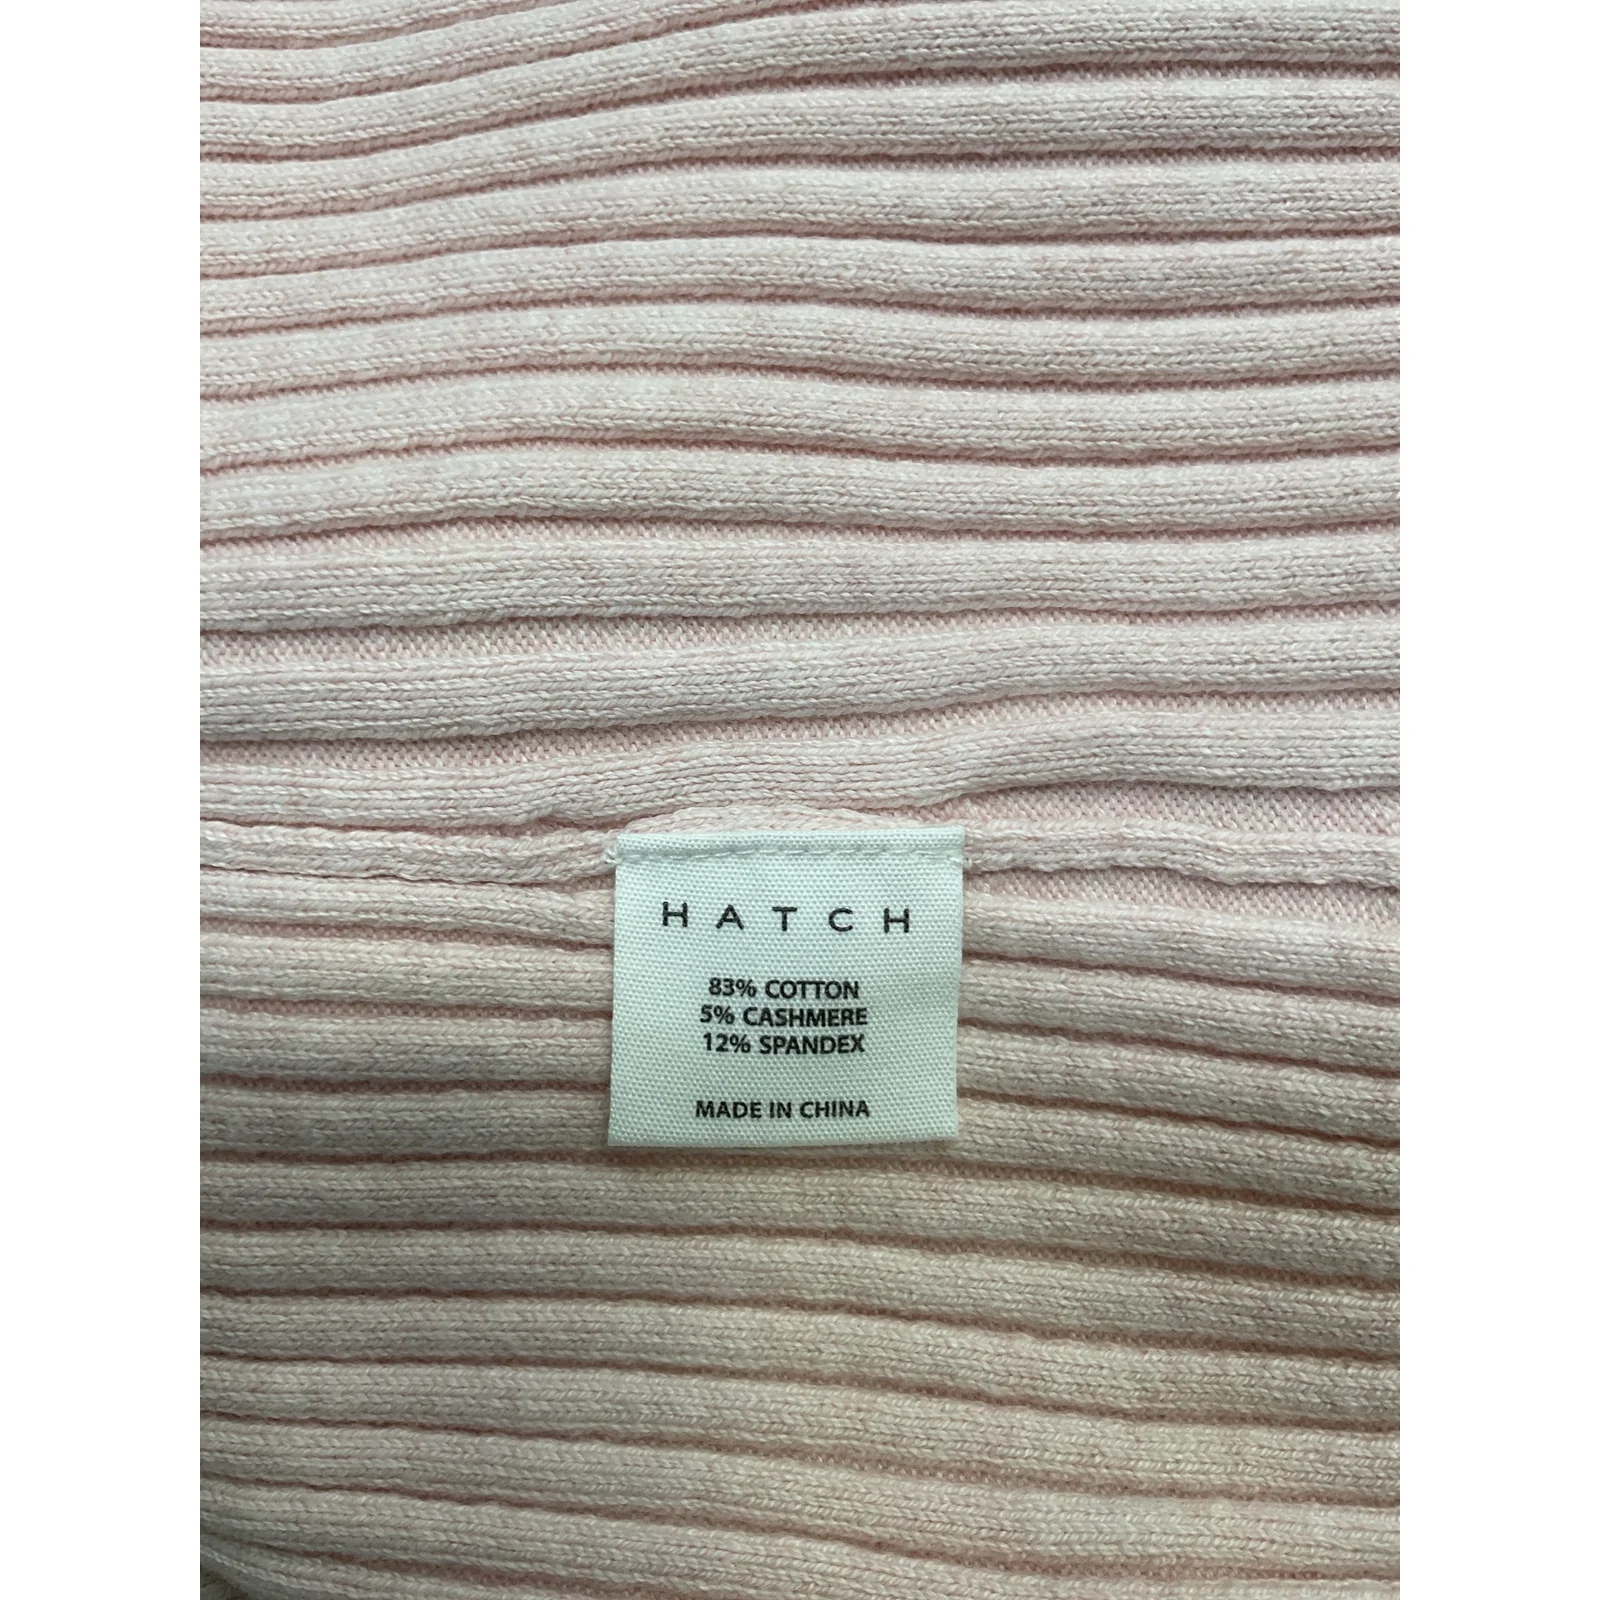 HATCH
83% COTTON
5% CASHMERE
12% SPANDEX
MADE IN CHINA